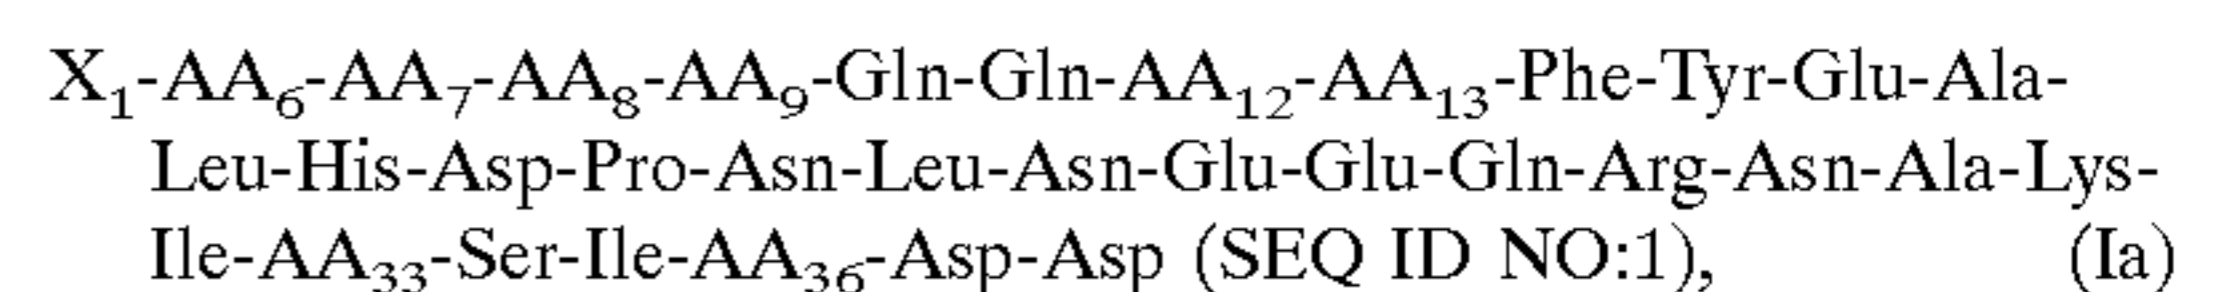 X₁-AA₆-AA₇-AA₈-AA₉-Gln-Gln-AA₁₂-AA₁₃-Phe-Tyr-Glu-Ala-
Leu-His-Asp-Pro-Asn-Leu-Asn-Glu-Glu-Gln-Arg-Asn-Ala-Lys-
Ile-AA₃₃-Ser-Ile-AA₃₆-Asp-Asp (SEQ ID NO:1), (Ia)